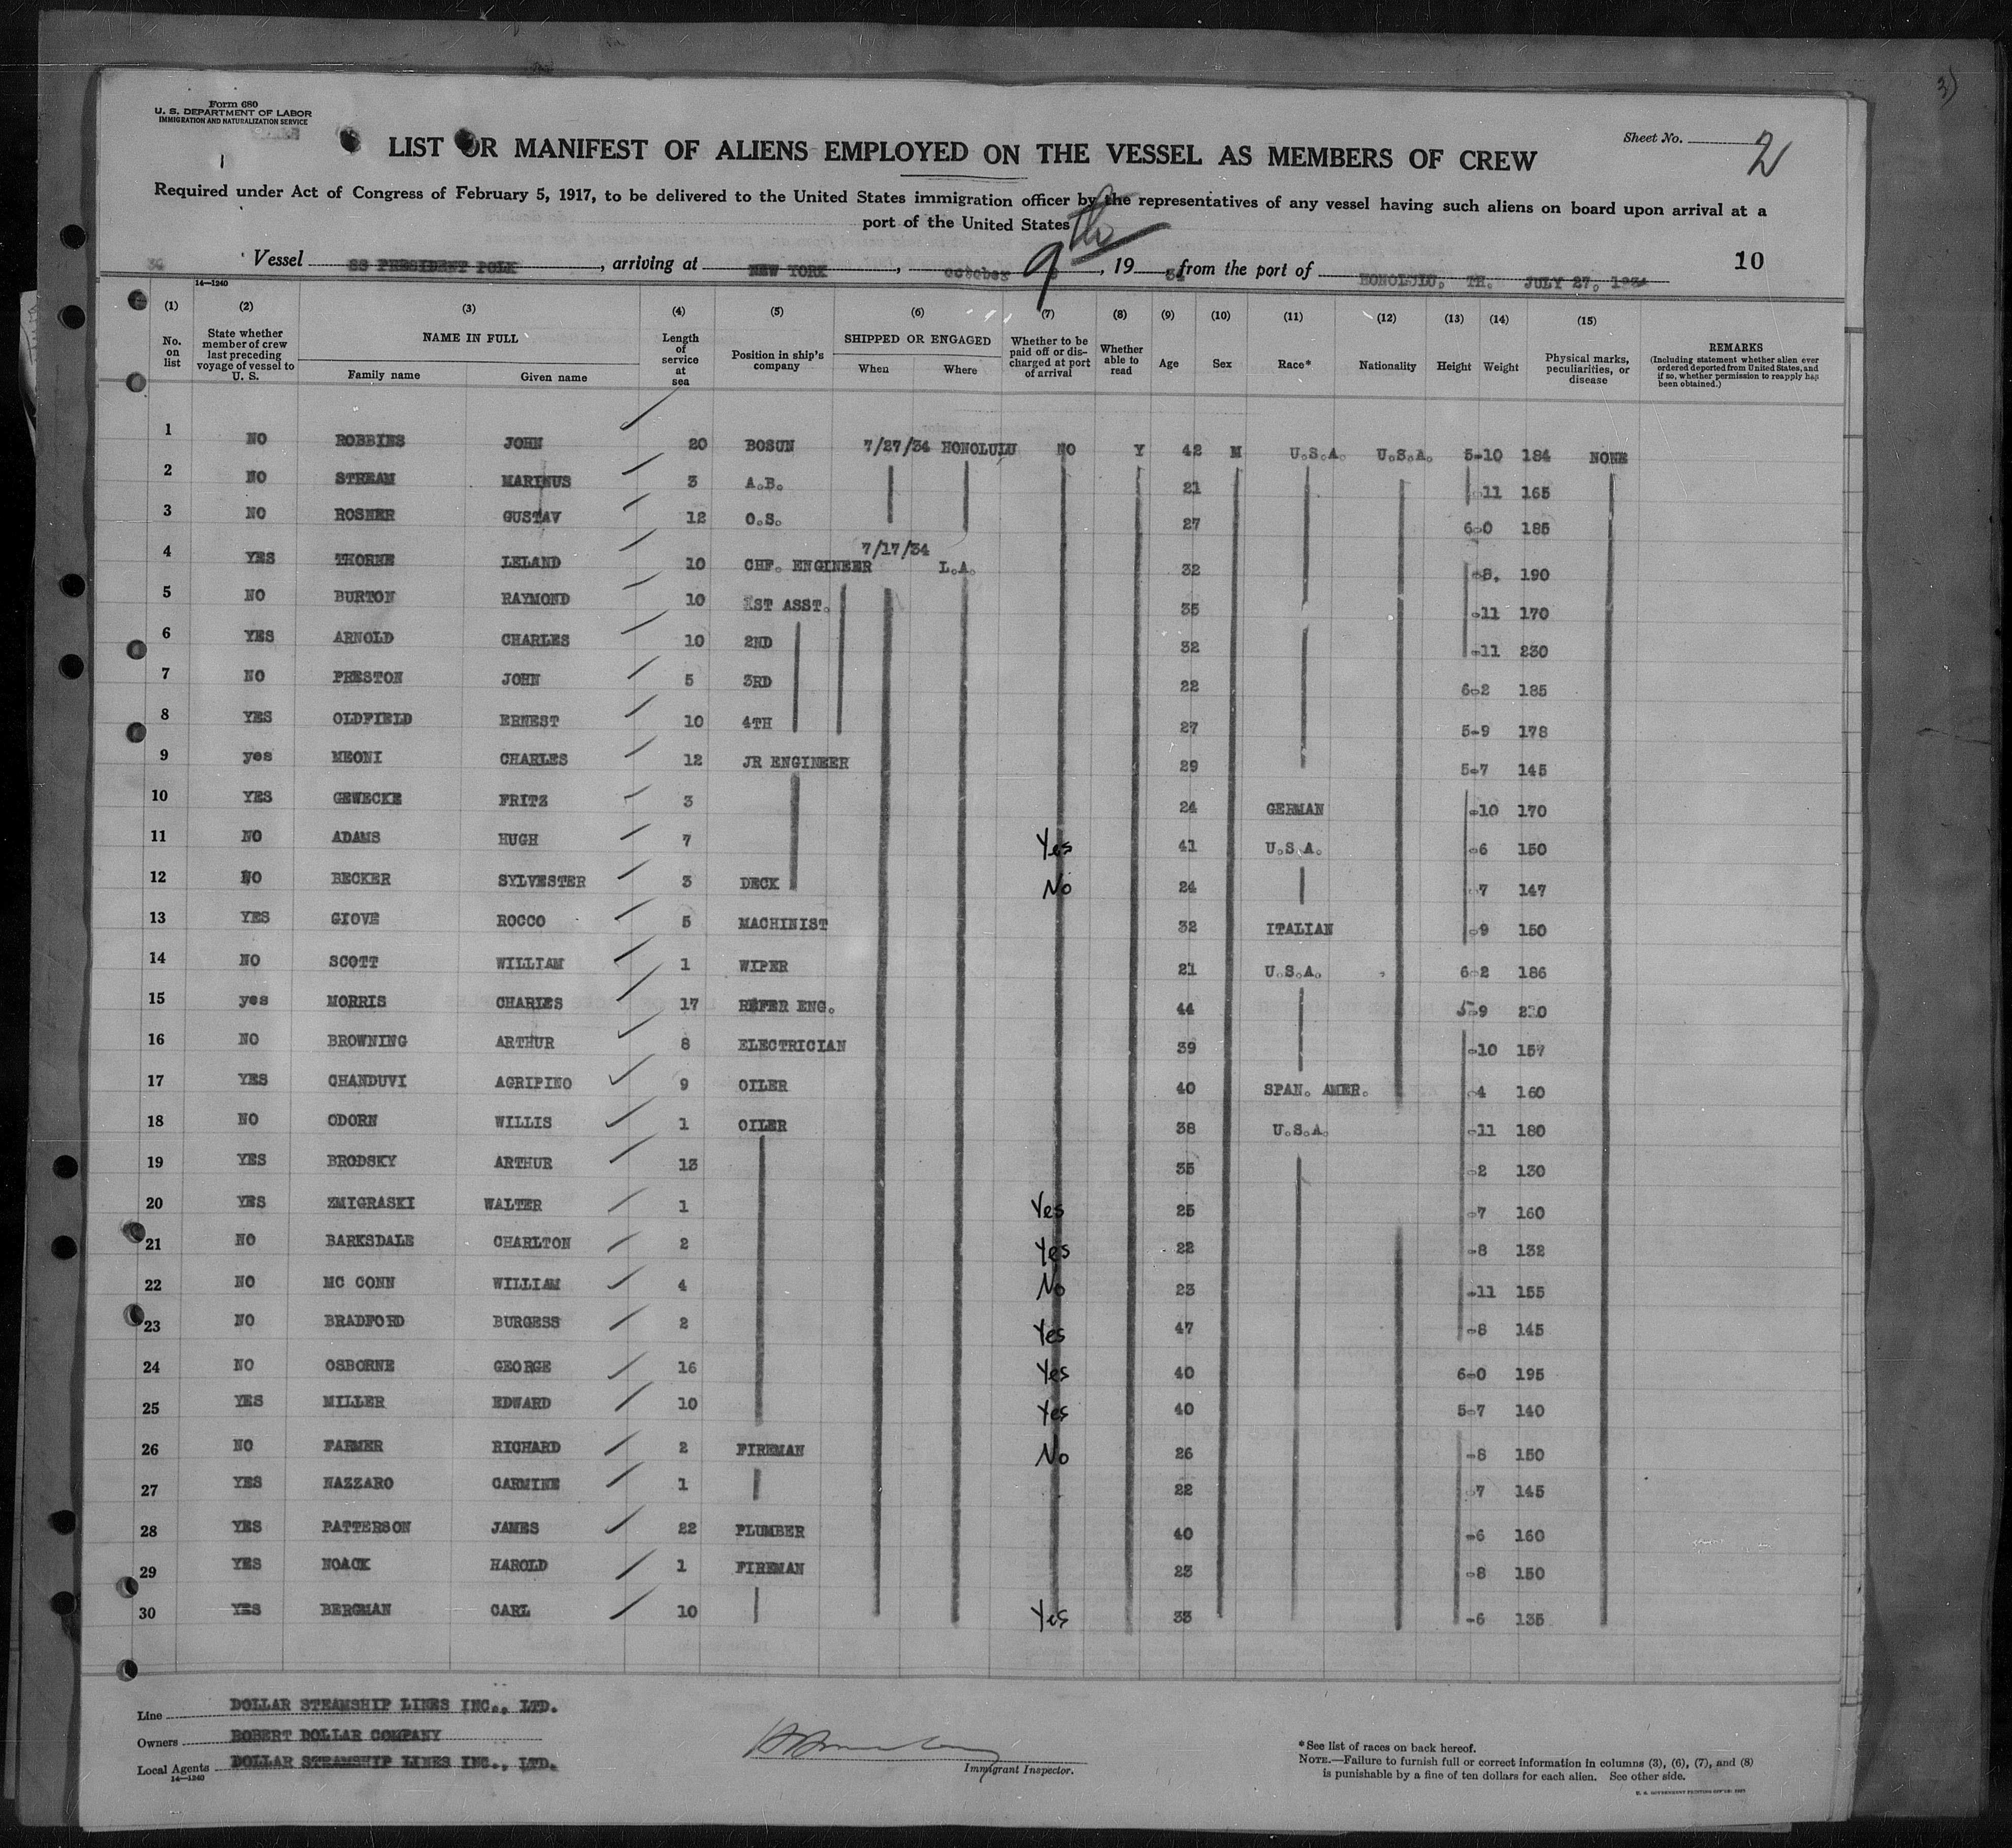 3)
Form 680
U. S. DEPARTMENT OF LABOR
IMMIGRATION AND NATURALIZATION SERVICE
Sheet No. 2
LIST OR MANIFEST OF ALIENS EMPLOYED ON THE VESSEL AS MEMBERS OF CREW
Required under Act of Congress of February 5, 1917, to be delivered to the United States immigration officer by the representatives of any vessel having such aliens on board upon arrival at a
port of the United States
Vessel SS PRESIDENT POLK, arriving at NEW YORK, October 9th, 1934 from the port of HONOLULU, TH. JULY 27, 1934
10
14—1240
(1) (2) (3) (4) (5) (6) (7) (8) (9) (10) (11) (12) (13) (14) (15)
No. on list
State whether member of crew last preceding voyage of vessel to U. S.
NAME IN FULL
Family name Given name
Length of service at sea
Position in ship's company
SHIPPED OR ENGAGED
When Where
Whether to be paid off or discharged at port of arrival
Whether able to read
Age Sex Race* Nationality Height Weight
Physical marks, peculiarities, or disease
REMARKS
(Including statement whether alien ever ordered deported from United States, and if so, whether permission to reapply has been obtained.)
1 NO ROBBIES JOHN 20 BOSUN 7/27/34 HONOLULU NO Y 42 M U.S.A. U.S.A. 5-10 184 NONE
2 NO STREAM MARINUS 3 A.B. 21 -11 165
3 NO ROSNER GUSTAV 12 O.S. 27 6-0 185
4 YES THORNE LELAND 10 CHF. ENGINEER 7/17/34 L.A. 32 -8. 190
5 NO BURTON RAYMOND 10 1ST ASST. 35 -11 170
6 YES ARNOLD CHARLES 10 2ND 32 -11 230
7 NO PRESTON JOHN 5 3RD 22 6-2 185
8 YES OLDFIELD ERNEST 10 4TH 27 5-9 178
9 yes MEONI CHARLES 12 JR ENGINEER 29 5-7 145
10 YES GEWECKE FRITZ 3 24 GERMAN -10 170
11 NO ADAMS HUGH 7 Yes 41 U.S.A. -6 150
12 NO BECKER SYLVESTER 3 DECK No 24 -7 147
13 YES GIOVE ROCCO 5 MACHINIST 32 ITALIAN -9 150
14 NO SCOTT WILLIAM 1 WIPER 21 U.S.A. 6-2 186
15 yes MORRIS CHARLES 17 REFER ENG. 44 5-9
16 NO BROWNING ARTHUR 8 ELECTRICIAN 39 -10 157
17 YES CHANDUVI AGRIPINO 9 OILER 40 SPAN. AMER. -4 160
18 NO ODORN WILLIS 1 OILER 38 U.S.A. -11 180
19 YES BRODSKY ARTHUR 13 35 -2 130
20 YES ZMIGRASKI WALTER 1 Yes 25 -7 160
21 NO BARKSDALE CHARLTON 2 Yes 22 -8 132
22 NO MC CONN WILLIAM 4 No 23 -11 155
23 NO BRADFORD BURGESS 2 Yes 47 -8 145
24 NO OSBORNE GEORGE 16 Yes 40 6-0 195
25 YES MILLER EDWARD 10 Yes 40 5-7 140
26 NO FARMER RICHARD 2 FIREMAN No 26 -8 150
27 YES NAZZARO CARMINE 1 22 -7 145
28 YES PATTERSON JAMES 22 PLUMBER 40 -6 160
29 YES NOACK HAROLD 1 FIREMAN 23 -8 150
30 YES BERGMAN CARL 10 Yes 33 -6 135
Line DOLLAR STEAMSHIP LINES INC., LTD.
Owners ROBERT DOLLAR COMPANY
Local Agents DOLLAR STEAMSHIP LINES INC., LTD.
14—1240
Immigrant Inspector.
*See list of races on back hereof.
NOTE.—Failure to furnish full or correct information in columns (3), (6), (7), and (8)
is punishable by a fine of ten dollars for each alien. See other side.